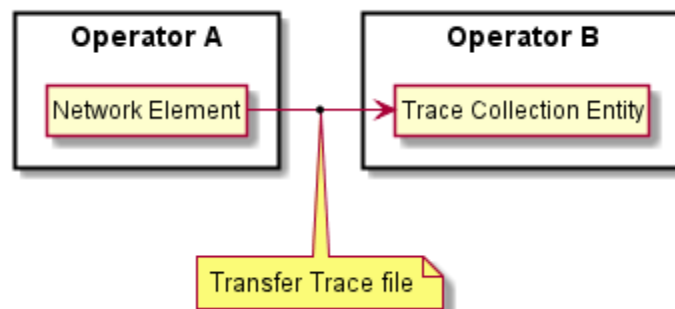 Operator A
Operator B
Network Element
Trace Collection Entity
Transfer Trace file